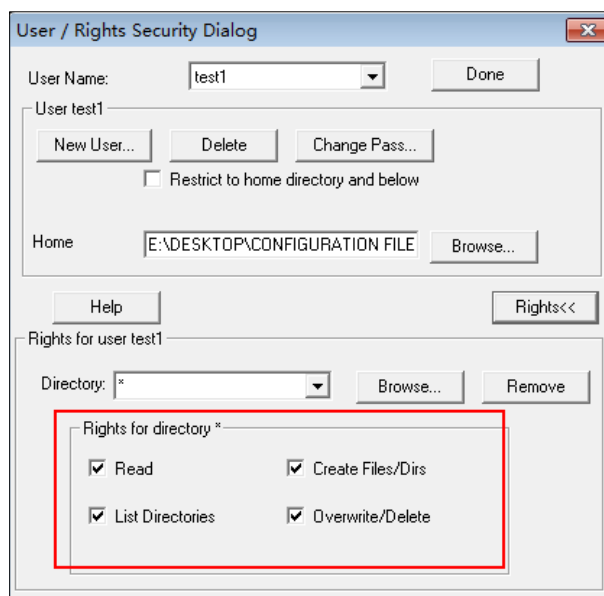 User / Rights Security Dialog
User Name: test1 Done
User test1
New User... Delete Change Pass...
Restrict to home directory and below
Home E:\DESKTOP\CONFIGURATION FILE Browse...
Help Rights<<
Rights for user test1
Directory: * Browse... Remove
Rights for directory *
Read Create Files/Dirs
List Directories Overwrite/Delete